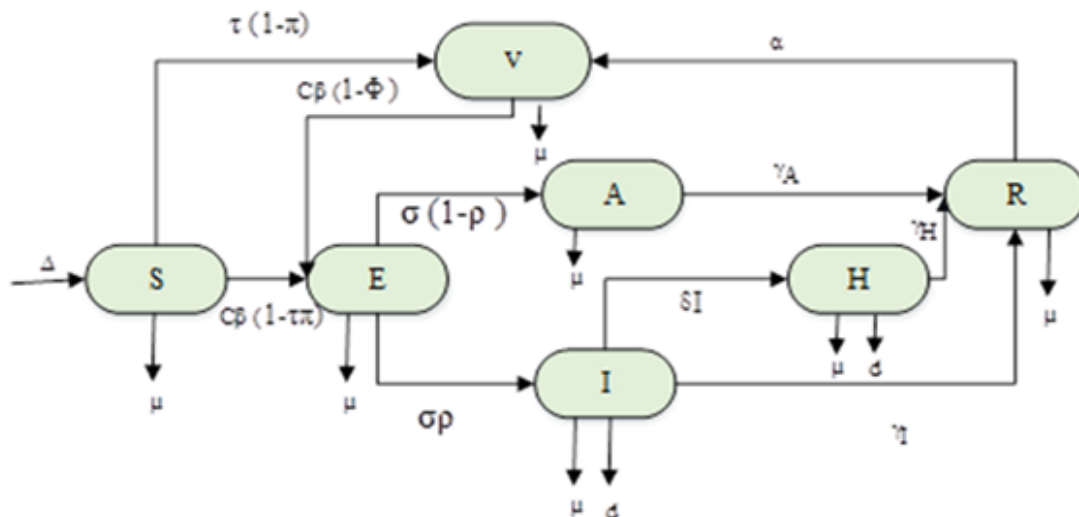 τ (1-π)
V
α
Cβ (1-Φ)
μ
A
γA
R
σ (1-ρ )
γH
μ
Δ
S
E
H
δI
Cβ (1-τπ)
μ
μ
d
μ
μ
I
σρ
γI
μ
d